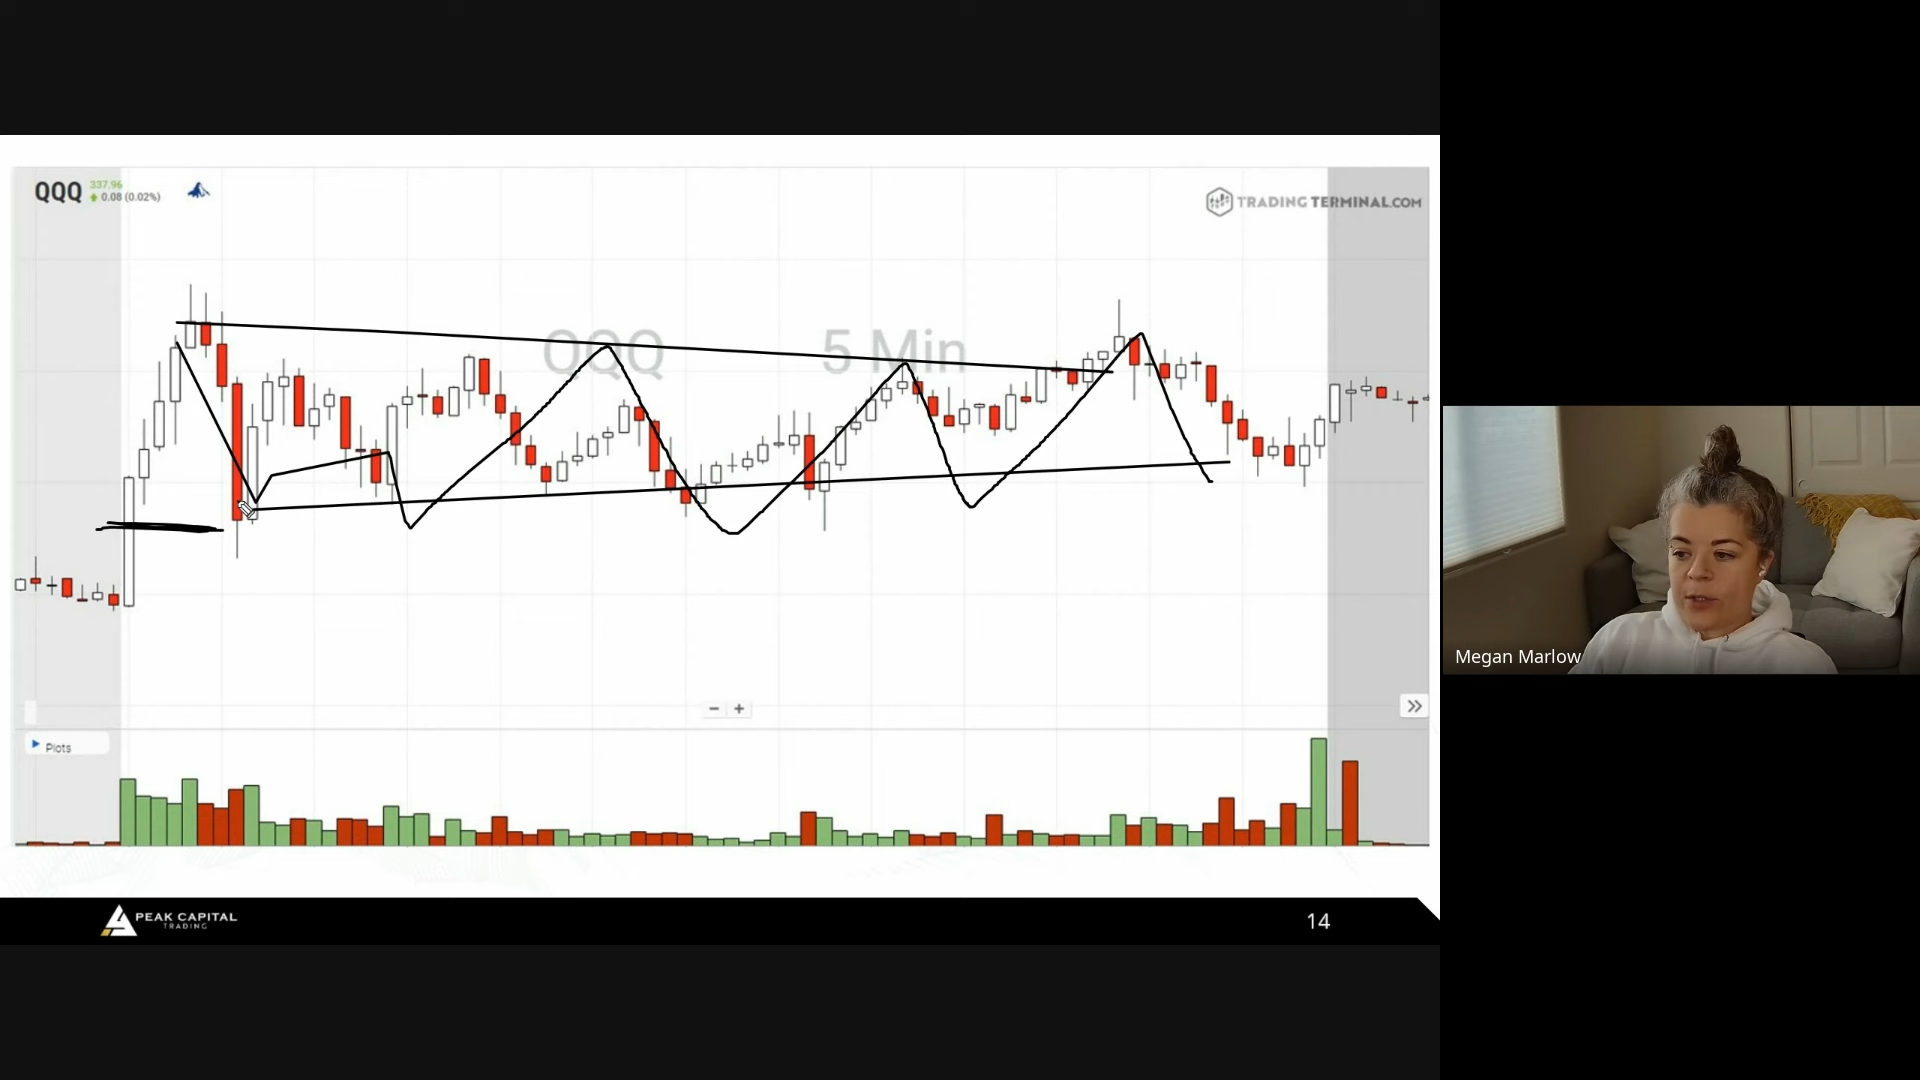 QQQ
337.96
0.08 (0.02%)
TRADING TERMINAL.COM
QQQ 5 Min
Megan Marlow
− +
»
Plots
PEAK CAPITAL
TRADING
14